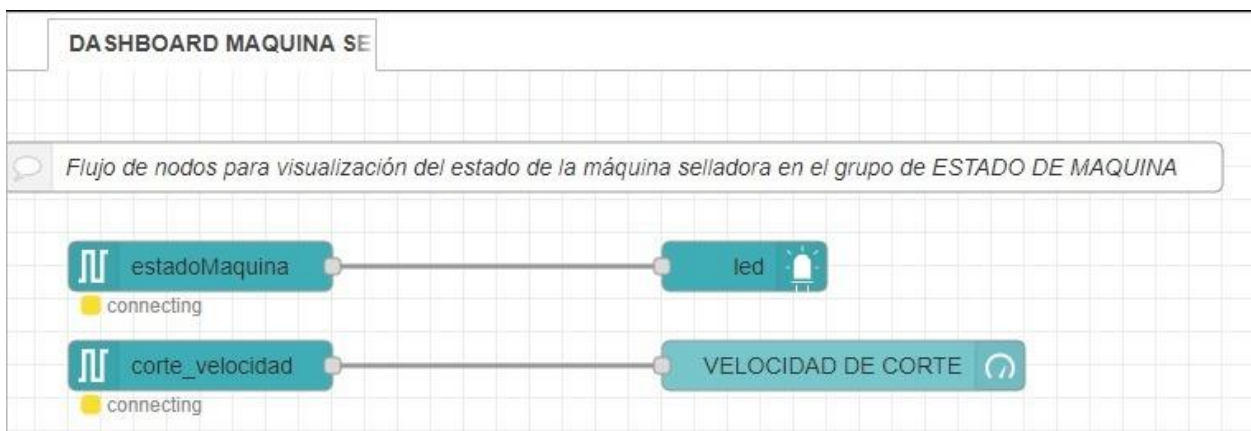 DASHBOARD MAQUINA SE
Flujo de nodos para visualización del estado de la máquina selladora en el grupo de ESTADO DE MAQUINA
estadoMaquina
led
connecting
corte_velocidad
VELOCIDAD DE CORTE
connecting